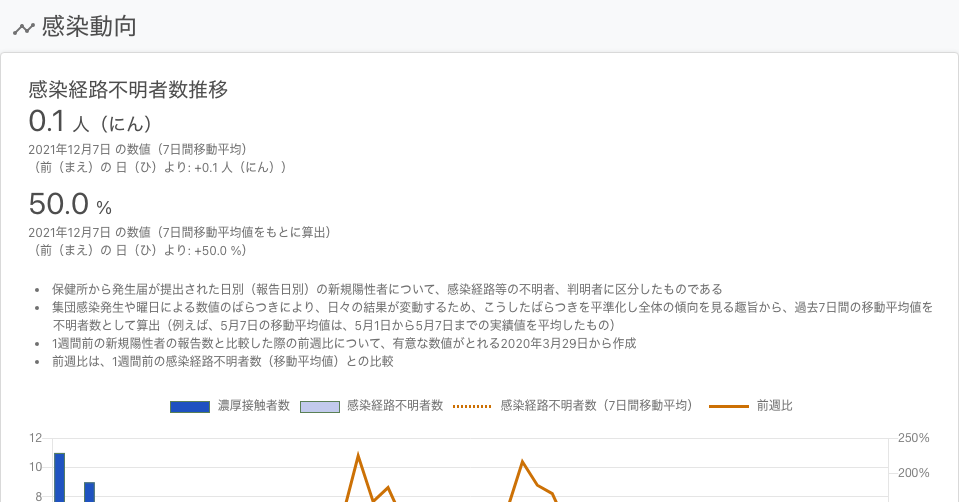 感染動向
感染経路不明者数推移
0.1 人（にん）
2021年12月7日 の数値（7日間移動平均）
（前（まえ）の 日（ひ）より: +0.1 人（にん））
50.0 %
2021年12月7日 の数値（7日間移動平均値をもとに算出）
（前（まえ）の 日（ひ）より: +50.0 %）
• 保健所から発生届が提出された日別（報告日別）の新規陽性者について、感染経路等の不明者、判明者に区分したものである
• 集団感染発生や曜日による数値のばらつきにより、日々の結果が変動するため、こうしたばらつきを平準化し全体の傾向を見る趣旨から、過去7日間の移動平均値を
不明者数として算出（例えば、5月7日の移動平均値は、5月1日から5月7日までの実績値を平均したもの）
• 1週間前の新規陽性者の報告数と比較した際の前週比について、有意な数値がとれる2020年3月29日から作成
• 前週比は、1週間前の感染経路不明者数（移動平均値）との比較
濃厚接触者数 感染経路不明者数 感染経路不明者数（7日間移動平均） 前週比
12 250%
10 200%
8